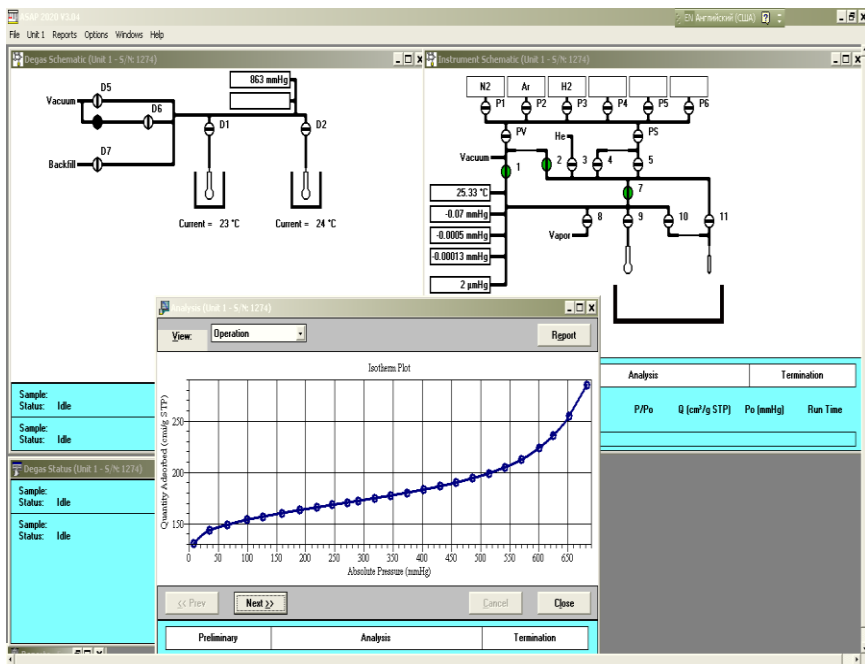 ASAP 2020 V3.04
EN Английский (США)
File Unit 1 Reports Options Windows Help
Degas Schematic (Unit 1 - S/N: 1274)
863 mmHg
D5
Vacuum
D6
D1
D2
D7
Backfill
Current = 23 °C
Current = 24 °C
Sample:
Status: Idle
Sample:
Status: Idle
Instrument Schematic (Unit 1 - S/N: 1274)
N2 Ar H2
P1 P2 P3 P4 P5 P6
PV He PS
Vacuum
1 2 3 4 5
25.33 °C
7
-0.07 mmHg
8 9 10 11
-0.0005 mmHg
Vapor
-0.00013 mmHg
2 µmHg
Analysis Termination
P/Po Q (cm³/g STP) Po (mmHg) Run Time
Degas Status (Unit 1 - S/N: 1274)
Sample:
Status: Idle
Sample:
Status: Idle
Analysis (Unit 1 - S/N: 1274)
View: Operation Report
Isotherm Plot
Quantity Adsorbed (cm³/g STP)
250
200
150
0 50 100 150 200 250 300 350 400 450 500 550 600 650
Absolute Pressure (mmHg)
<< Prev Next >> Cancel Close
Preliminary Analysis Termination